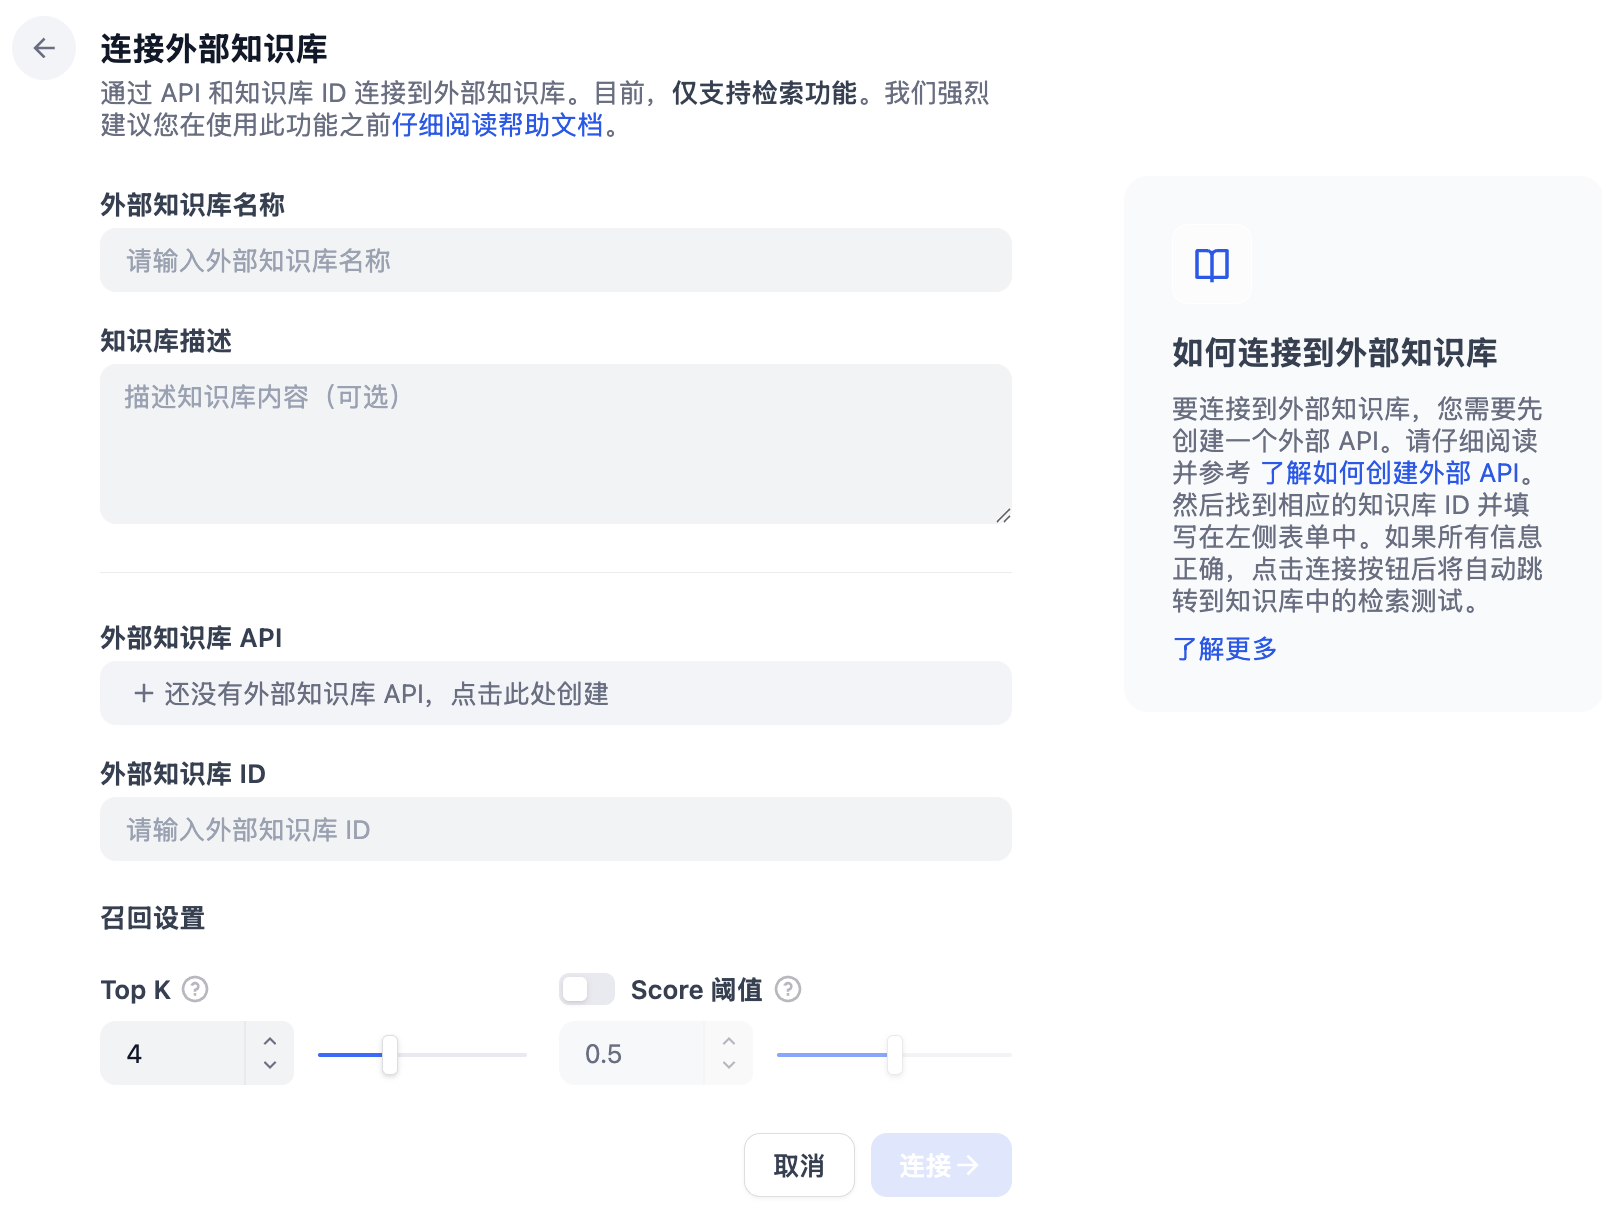 连接外部知识库
通过 API 和知识库 ID 连接到外部知识库。目前，仅支持检索功能。我们强烈
建议您在使用此功能之前仔细阅读帮助文档。
外部知识库名称
请输入外部知识库名称
知识库描述
描述知识库内容（可选）
外部知识库 API
+ 还没有外部知识库 API，点击此处创建
外部知识库 ID
请输入外部知识库 ID
召回设置
Top K ?
Score 阈值 ?
4
0.5
取消
连接→
如何连接到外部知识库
要连接到外部知识库，您需要先
创建一个外部 API。请仔细阅读
并参考 了解如何创建外部 API。
然后找到相应的知识库 ID 并填
写在左侧表单中。如果所有信息
正确，点击连接按钮后将自动跳
转到知识库中的检索测试。
了解更多